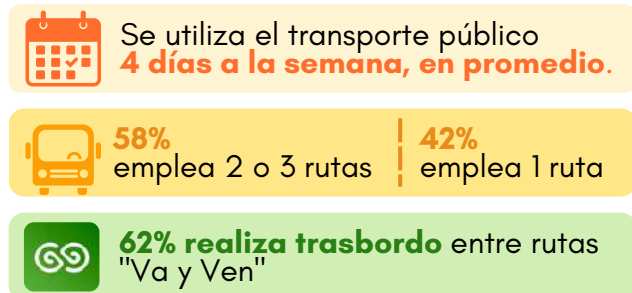 Se utiliza el transporte público
4 días a la semana, en promedio.
58%
emplea 2 o 3 rutas
42%
emplea 1 ruta
62% realiza trasbordo entre rutas
"Va y Ven"